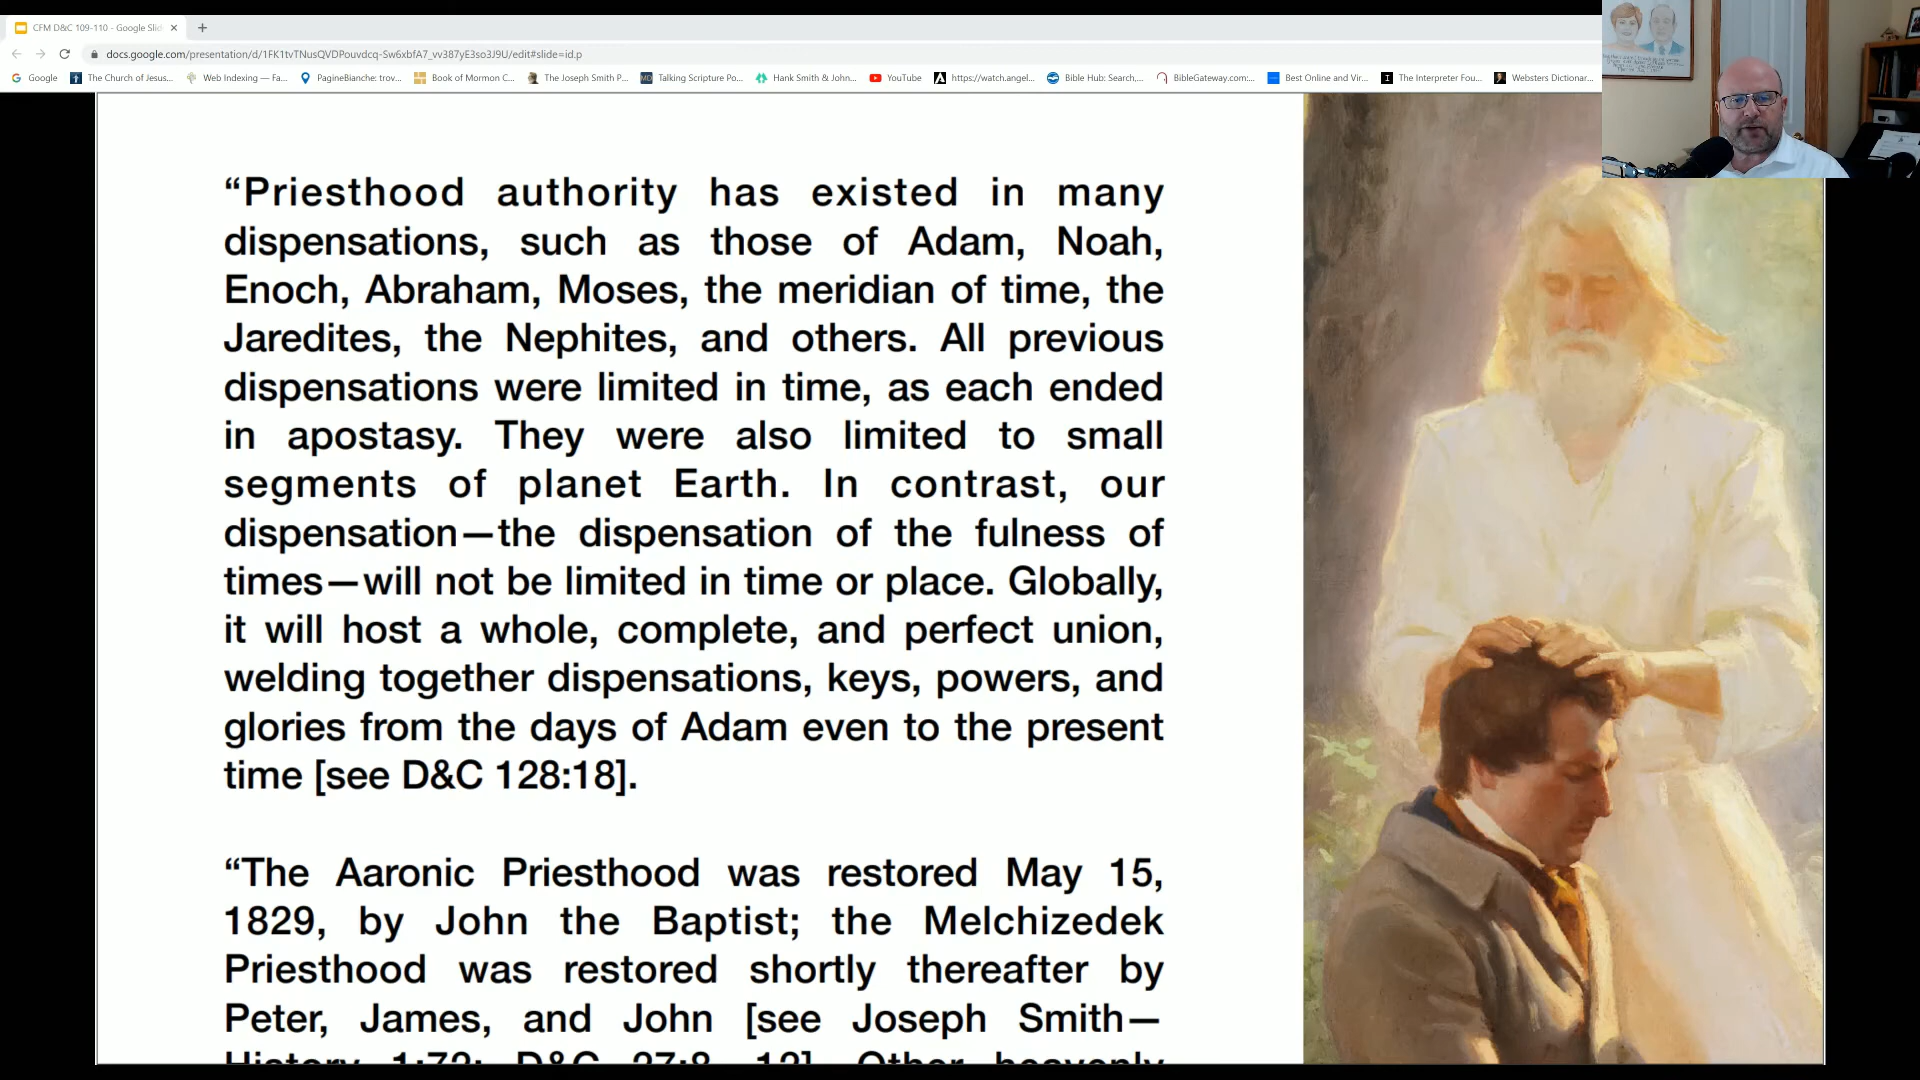 CFM D&C 109-110 - Google Slid
docs.google.com/presentation/d/1FK1tvTNusQVDPouvdcq-Sw6xbfA7_vv387yE3so3J9U/edit#slide=id.p
Google The Church of Jesus... Web Indexing — Fa... PagineBianche: trov... Book of Mormon C... The Joseph Smith P... Talking Scripture Po... Hank Smith & John... YouTube https://watch.angel... Bible Hub: Search,... BibleGateway.com:... Best Online and Vir... The Interpreter Fou... Websters Dictionar...
“Priesthood authority has existed in many
dispensations, such as those of Adam, Noah,
Enoch, Abraham, Moses, the meridian of time, the
Jaredites, the Nephites, and others. All previous
dispensations were limited in time, as each ended
in apostasy. They were also limited to small
segments of planet Earth. In contrast, our
dispensation—the dispensation of the fulness of
times—will not be limited in time or place. Globally,
it will host a whole, complete, and perfect union,
welding together dispensations, keys, powers, and
glories from the days of Adam even to the present
time [see D&C 128:18].
“The Aaronic Priesthood was restored May 15,
1829, by John the Baptist; the Melchizedek
Priesthood was restored shortly thereafter by
Peter, James, and John [see Joseph Smith—
History 1:72; D&C 27:8, 12]. Other heavenly